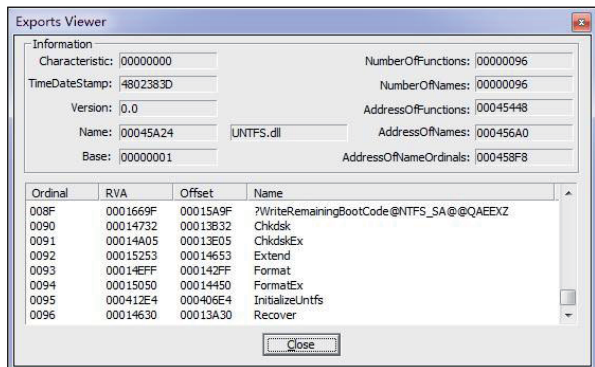 Exports Viewer
Information
Characteristic: 00000000 NumberOfFunctions: 00000096
TimeDateStamp: 4802383D NumberOfNames: 00000096
Version: 0.0 AddressOfFunctions: 00045448
Name: 00045A24 UNTFS.dll AddressOfNames: 000456A0
Base: 00000001 AddressOfNameOrdinals: 000458F8
Ordinal RVA Offset Name
008F 0001669F 00015A9F ?WriteRemainingBootCode@NTFS_SA@@QAEEXZ
0090 00014732 00013B32 Chkdsk
0091 00014A05 00013E05 ChkdskEx
0092 00015253 00014653 Extend
0093 00014EFF 000142FF Format
0094 00015050 00014450 FormatEx
0095 000412E4 000406E4 InitializeUntfs
0096 00014630 00013A30 Recover
Close